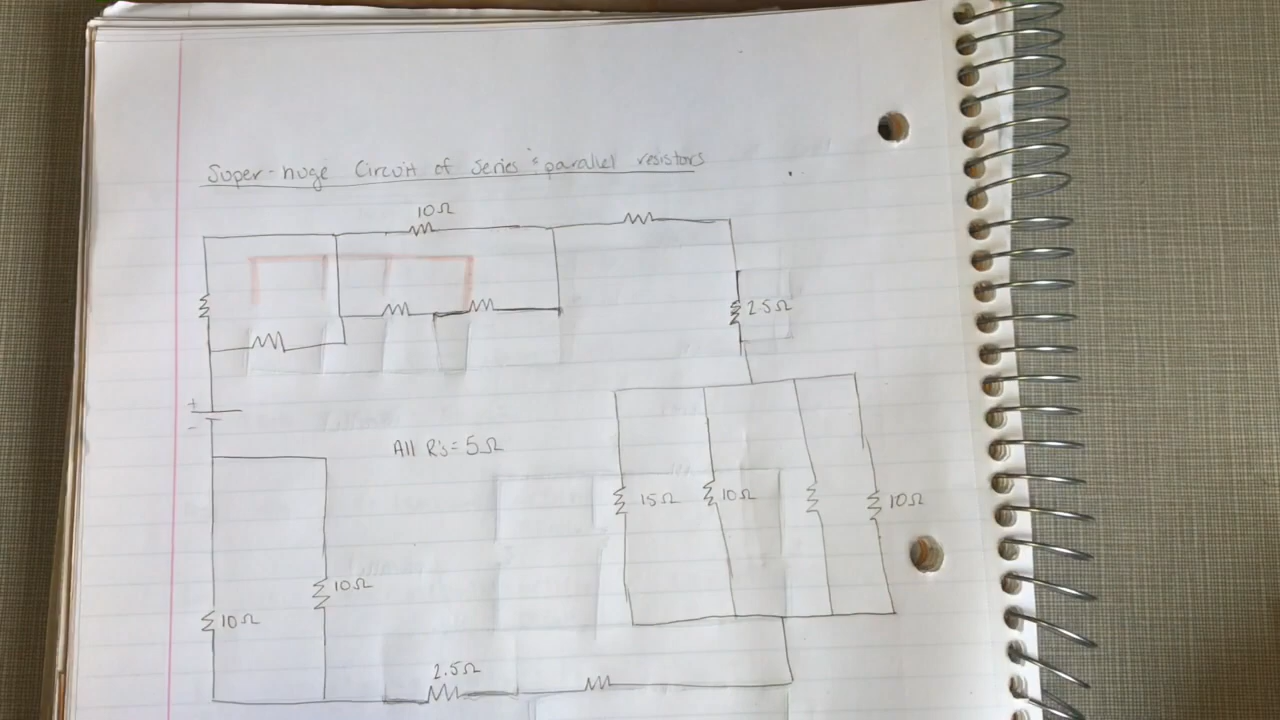 Super-huge Circuit of series & parallel resistors
10Ω
2.5Ω
+
-
All R's = 5Ω
15Ω
10Ω
10Ω
10Ω
10Ω
2.5Ω